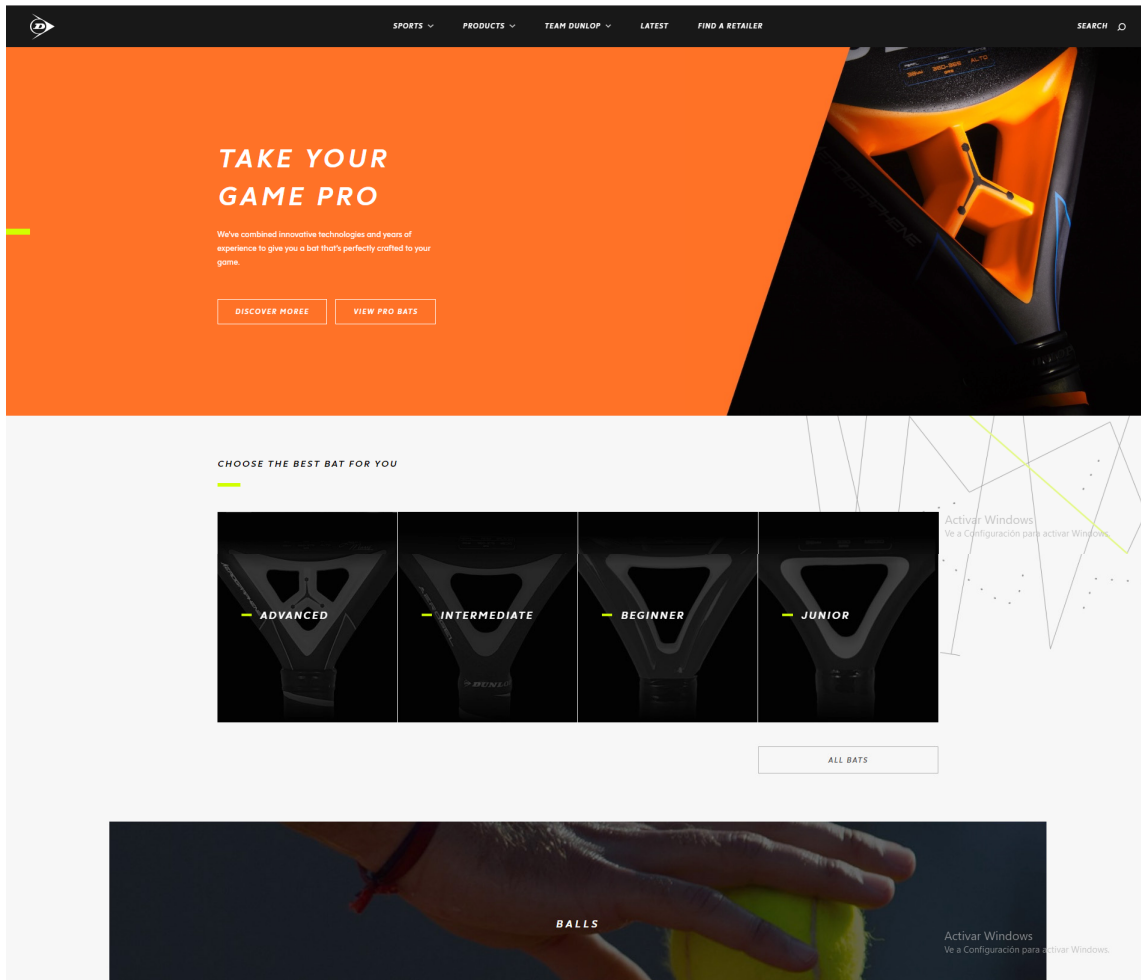 SPORTS PRODUCTS TEAM DUNLOP LATEST FIND A RETAILER SEARCH
TAKE YOUR
GAME PRO
We've combined innovative technologies and years of
experience to give you a bat that's perfectly crafted to your
game.
DISCOVER MOREE VIEW PRO BATS
CHOOSE THE BEST BAT FOR YOU
Activar Windows
Ve a Configuración para activar Windows.
ADVANCED INTERMEDIATE BEGINNER JUNIOR
DUNLO
ALL BATS
BALLS
Activar Windows
Ve a Configuración para activar Windows.